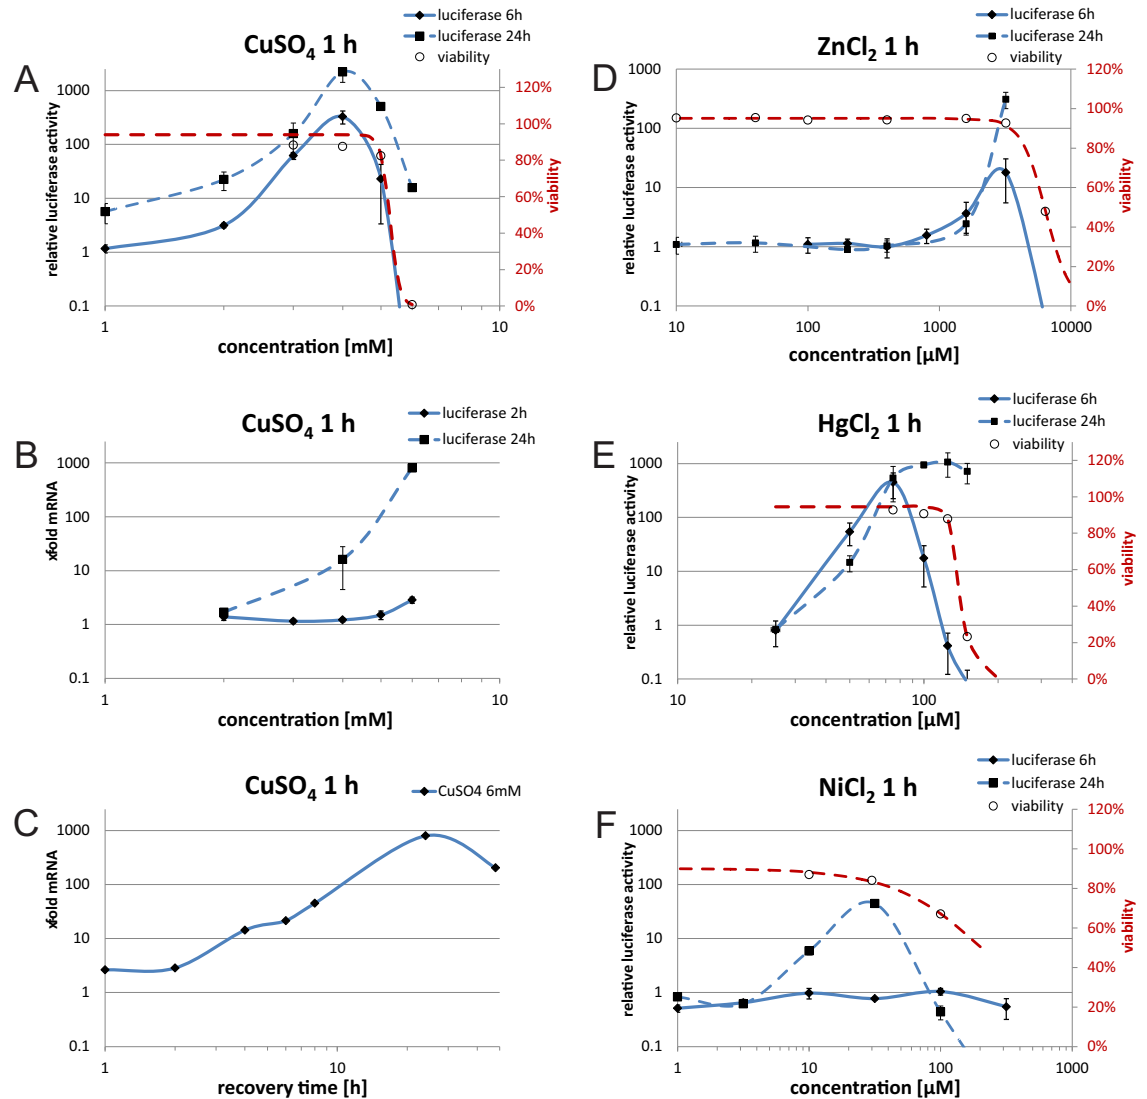 A
CuSO4 1 h
luciferase 6h
luciferase 24h
viability
relative luciferase activity
1000
100
10
1
0.1
120%
100%
80%
60%
40%
20%
0%
viability
1
10
concentration [mM]
D
ZnCl2 1 h
luciferase 6h
luciferase 24h
viability
relative luciferase activity
1000
100
10
1
0.1
120%
100%
80%
60%
40%
20%
0%
viability
10
100
1000
10000
concentration [µM]
B
CuSO4 1 h
luciferase 2h
luciferase 24h
xfold mRNA
1000
100
10
1
0.1
1
10
concentration [mM]
E
HgCl2 1 h
luciferase 6h
luciferase 24h
viability
relative luciferase activity
1000
100
10
1
0.1
120%
100%
80%
60%
40%
20%
0%
viability
10
100
concentration [µM]
C
CuSO4 1 h
CuSO4 6mM
xfold mRNA
1000
100
10
1
0.1
1
10
recovery time [h]
F
NiCl2 1 h
luciferase 6h
luciferase 24h
viability
relative luciferase activity
1000
100
10
1
0.1
120%
100%
80%
60%
40%
20%
0%
viability
1
10
100
1000
concentration [µM]